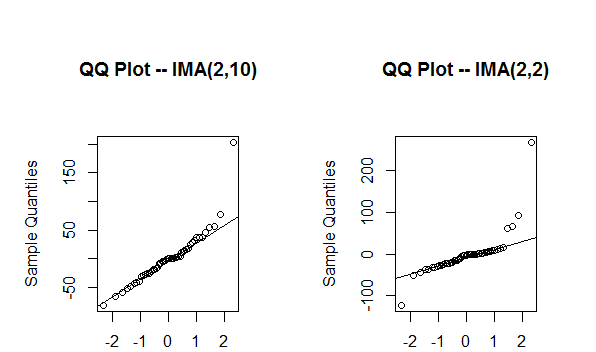 QQ Plot -- IMA(2,10)
Sample Quantiles
-50
50
150
-2 -1 0 1 2
QQ Plot -- IMA(2,2)
Sample Quantiles
-100
0
100
200
-2 -1 0 1 2